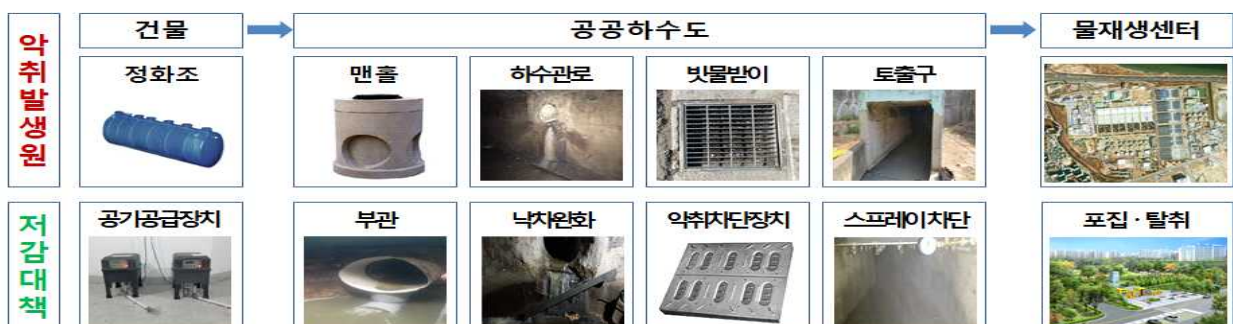 악취발생원
건물
공공하수도
물재생센터
정화조
맨홀
하수관로
빗물받이
토출구
저감대책
공기공급장치
부관
낙차완화
악취차단장치
스프레이차단
포집·탈취